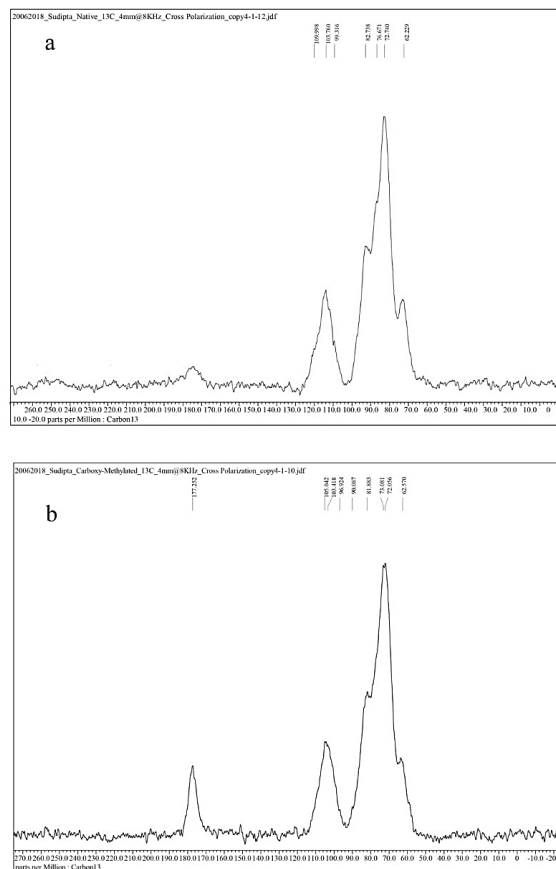 20062018_Sudipta_Native_13C_4mm@8KHz_Cross Polarization_copy4-1-12.jdf
a
109.998
103.760
99.316
82.738
76.671
72.740
62.229
260.0 250.0 240.0 230.0 220.0 210.0 200.0 190.0 180.0 170.0 160.0 150.0 140.0 130.0 120.0 110.0 100.0 90.0 80.0 70.0 60.0 50.0 40.0 30.0 20.0 10.0 0
10.0 -20.0 parts per Million : Carbon13
20062018_Sudipta_Carboxy-Methylated_13C_4mm@8KHz_Cross Polarization_copy4-1-10.jdf
b
177.252
105.042
103.418
96.924
90.087
81.883
73.081
72.056
62.570
270.0 260.0 250.0 240.0 230.0 220.0 210.0 200.0 190.0 180.0 170.0 160.0 150.0 140.0 130.0 120.0 110.0 100.0 90.0 80.0 70.0 60.0 50.0 40.0 30.0 20.0 10.0 0 -10.0 -20
parts per Million : Carbon13